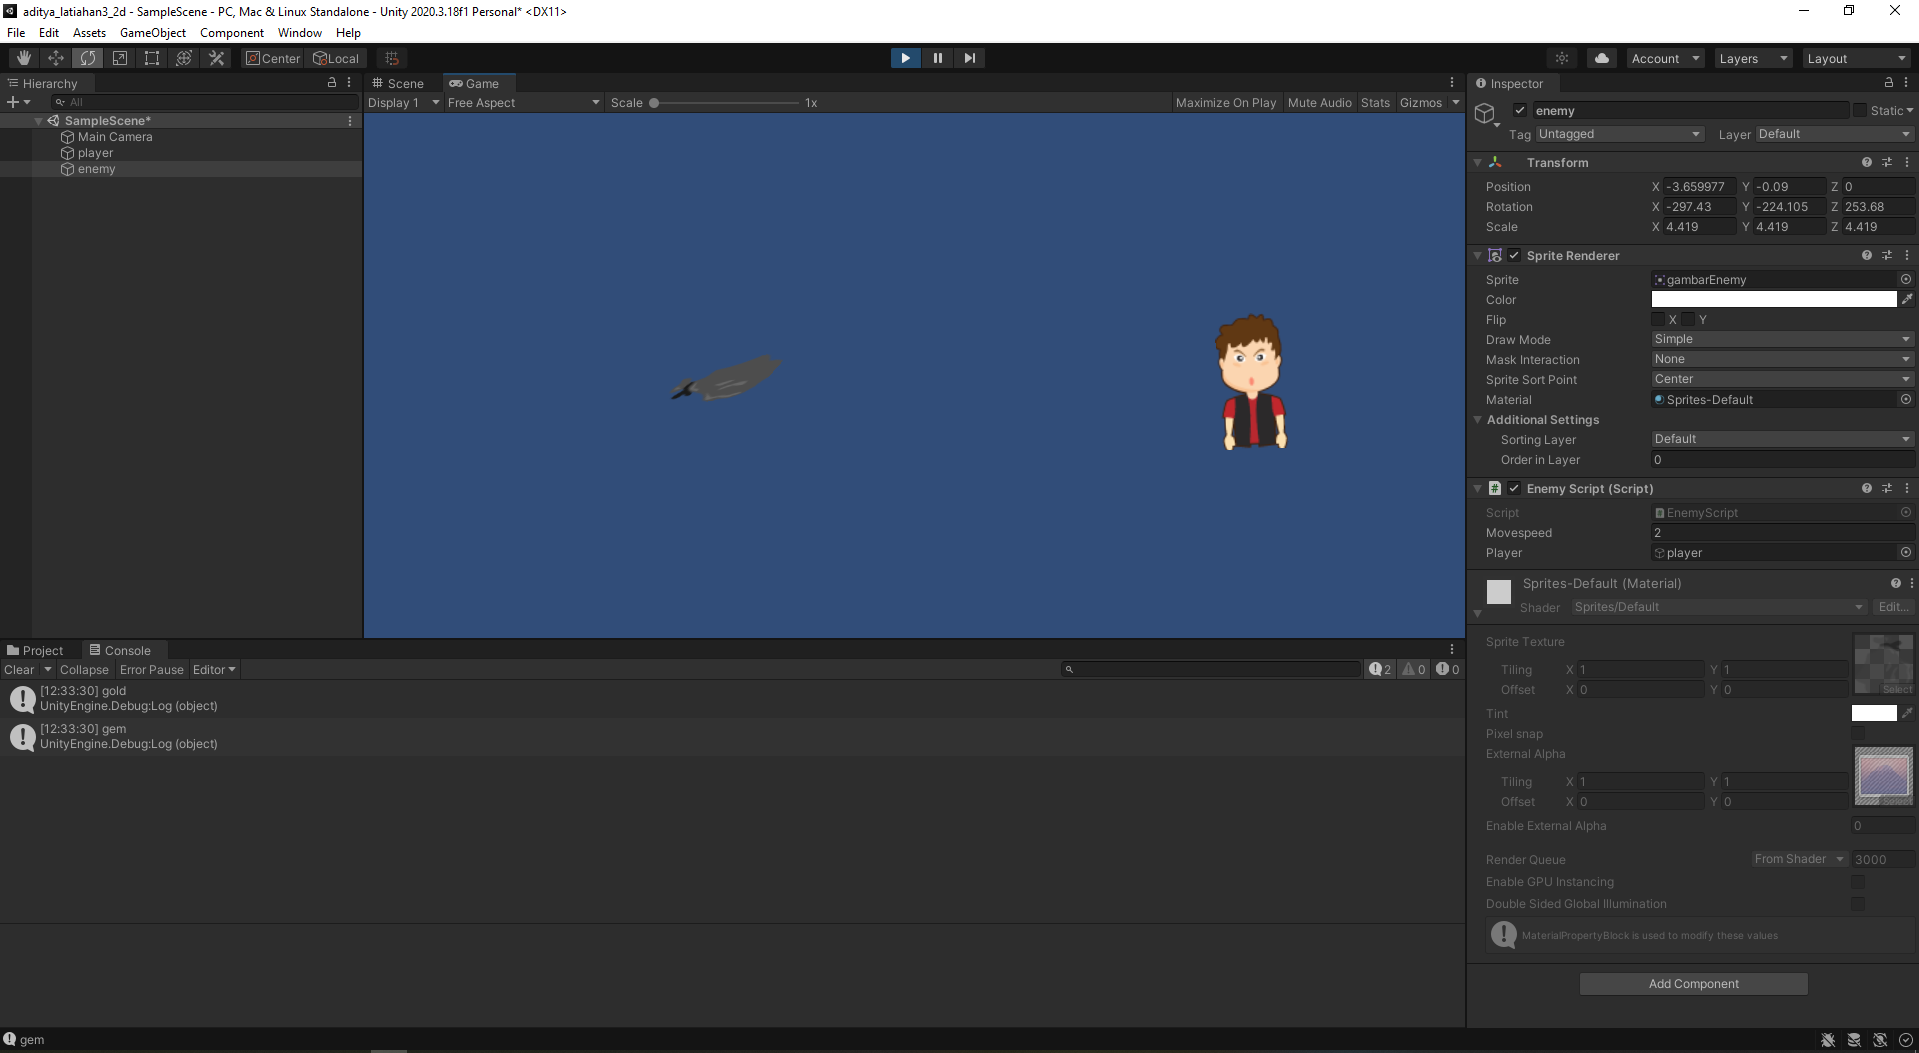 aditya_latiahan3_2d - SampleScene - PC, Mac & Linux Standalone - Unity 2020.3.18f1 Personal* <DX11>
File Edit Assets GameObject Component Window Help
Center Local Account Layers Layout
Hierarchy
All
SampleScene*
Main Camera
player
enemy
Scene Game
Display 1 Free Aspect Scale 1x Maximize On Play Mute Audio Stats Gizmos
Inspector
enemy Static
Tag Untagged Layer Default
Transform
Position X -3.659977 Y -0.09 Z 0
Rotation X -297.43 Y -224.105 Z 253.68
Scale X 4.419 Y 4.419 Z 4.419
Sprite Renderer
Sprite gambarEnemy
Color
Flip X Y
Draw Mode Simple
Mask Interaction None
Sprite Sort Point Center
Material Sprites-Default
Additional Settings
Sorting Layer Default
Order in Layer 0
# Enemy Script (Script)
Script EnemyScript
Movespeed 2
Player player
Sprites-Default (Material)
Shader Sprites/Default Edit...
Sprite Texture
Tiling X 1 Y 1
Offset X 0 Y 0 Select
Tint
Pixel snap
External Alpha
Tiling X 1 Y 1
Offset X 0 Y 0 Select
Enable External Alpha 0
Render Queue From Shader 3000
Enable GPU Instancing
Double Sided Global Illumination
MaterialPropertyBlock is used to modify these values
Add Component
Project Console
Clear Collapse Error Pause Editor 2 0 0
[12:33:30] gold
UnityEngine.Debug:Log (object)
[12:33:30] gem
UnityEngine.Debug:Log (object)
gem